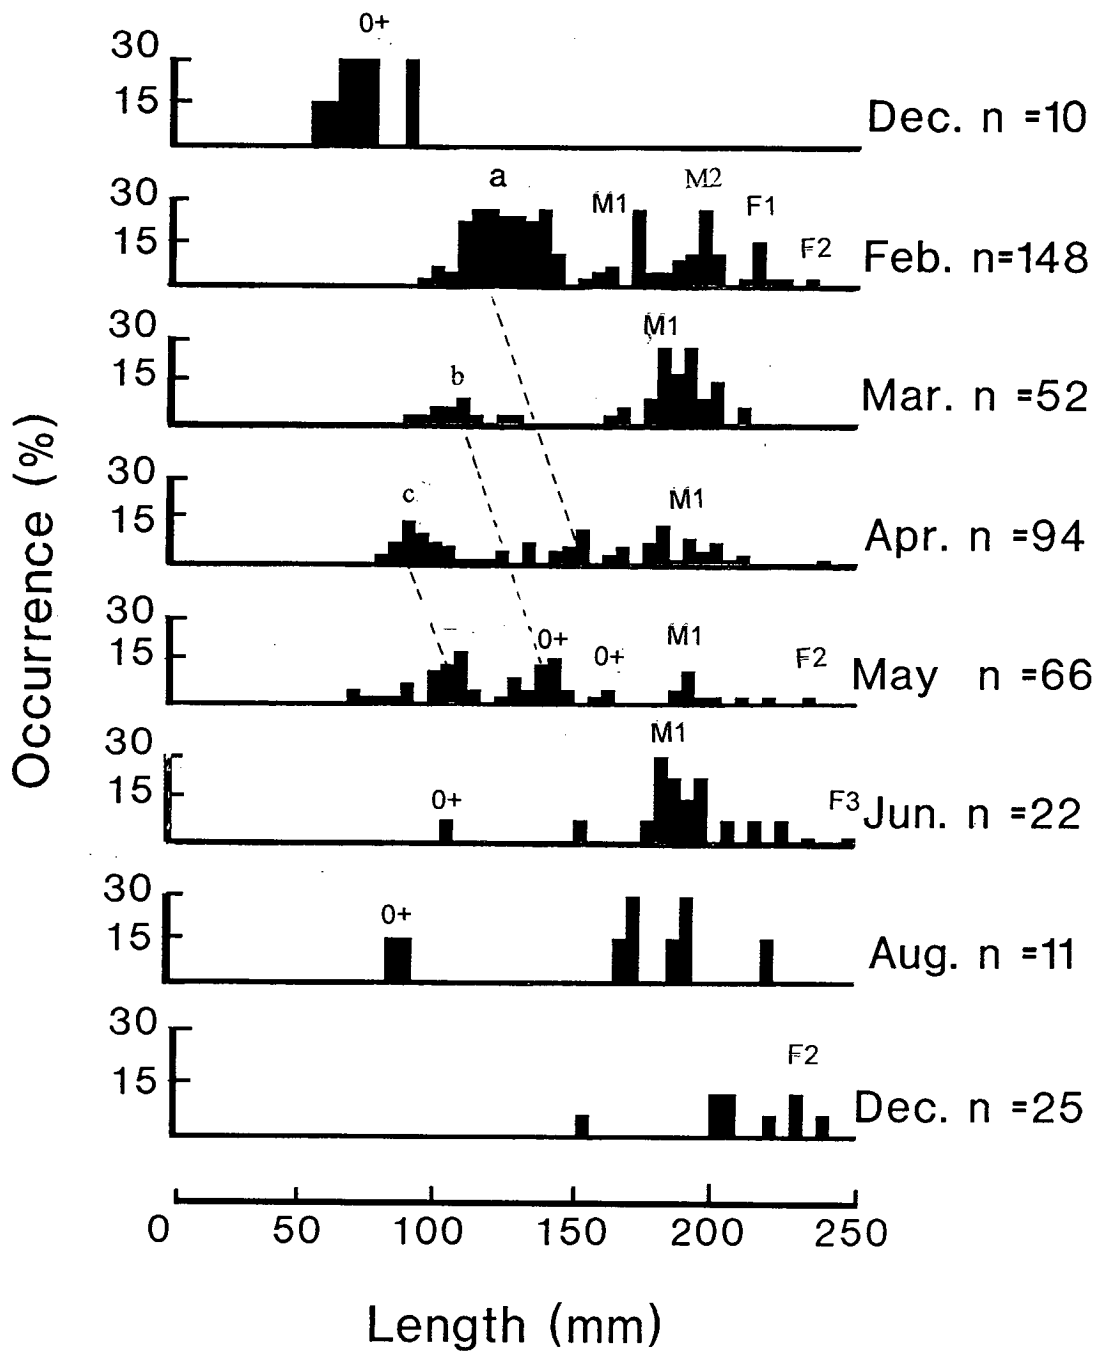 0+
30
15
Dec. n =10
a
M1
M2
F1
F2
30
15
Feb. n=148
M1
b
30
15
Mar. n =52
c
M1
30
15
Apr. n =94
0+
0+
M1
F2
30
15
May n =66
M1
0+
F3
30
15
Jun. n =22
0+
30
15
Aug. n =11
F2
30
15
Dec. n =25
0 50 100 150 200 250
Length (mm)
Occurrence (%)